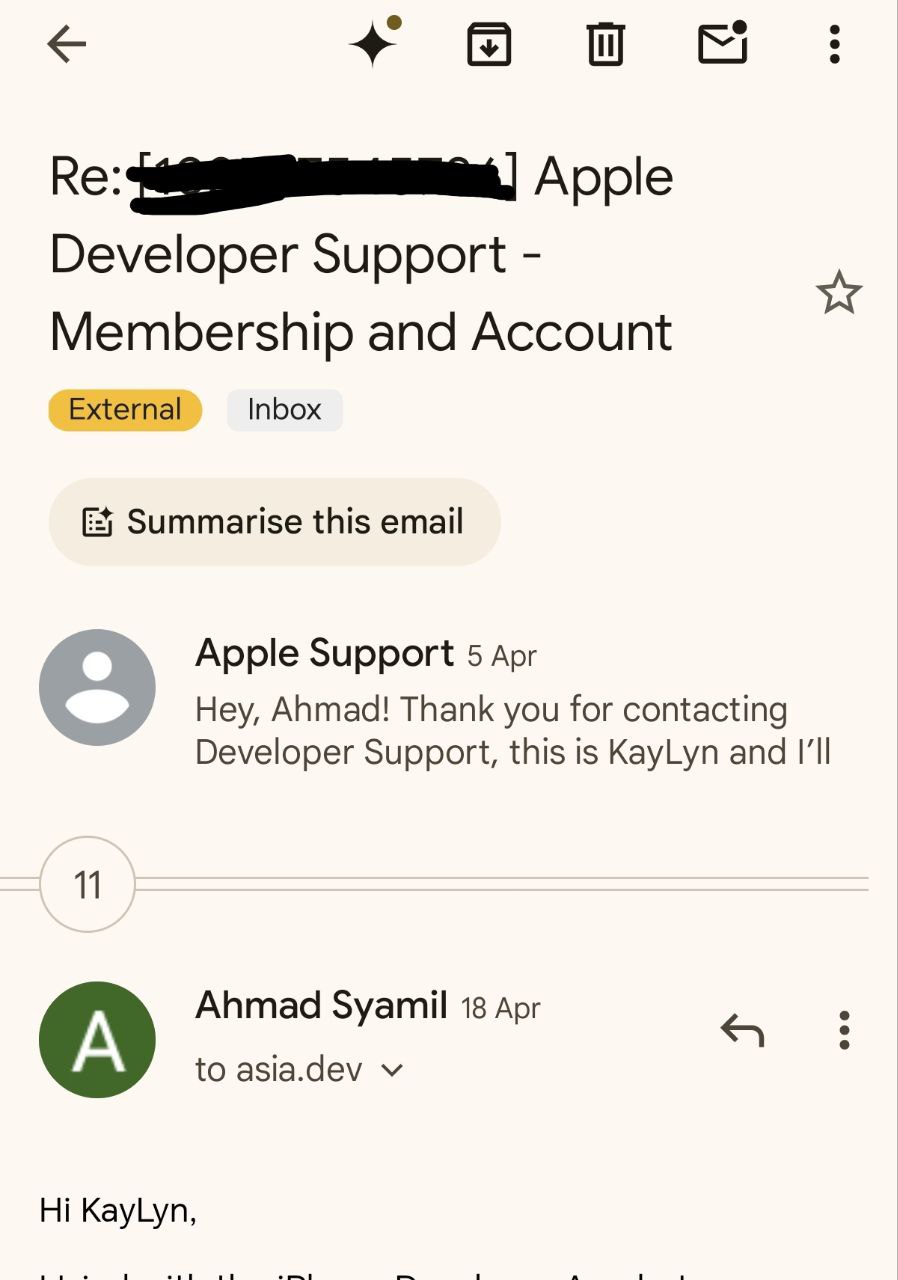 Re: [ ] Apple
Developer Support -
Membership and Account
External Inbox
Summarise this email
Apple Support 5 Apr
Hey, Ahmad! Thank you for contacting
Developer Support, this is KayLyn and I’ll
11
A
Ahmad Syamil 18 Apr
to asia.dev
Hi KayLyn,